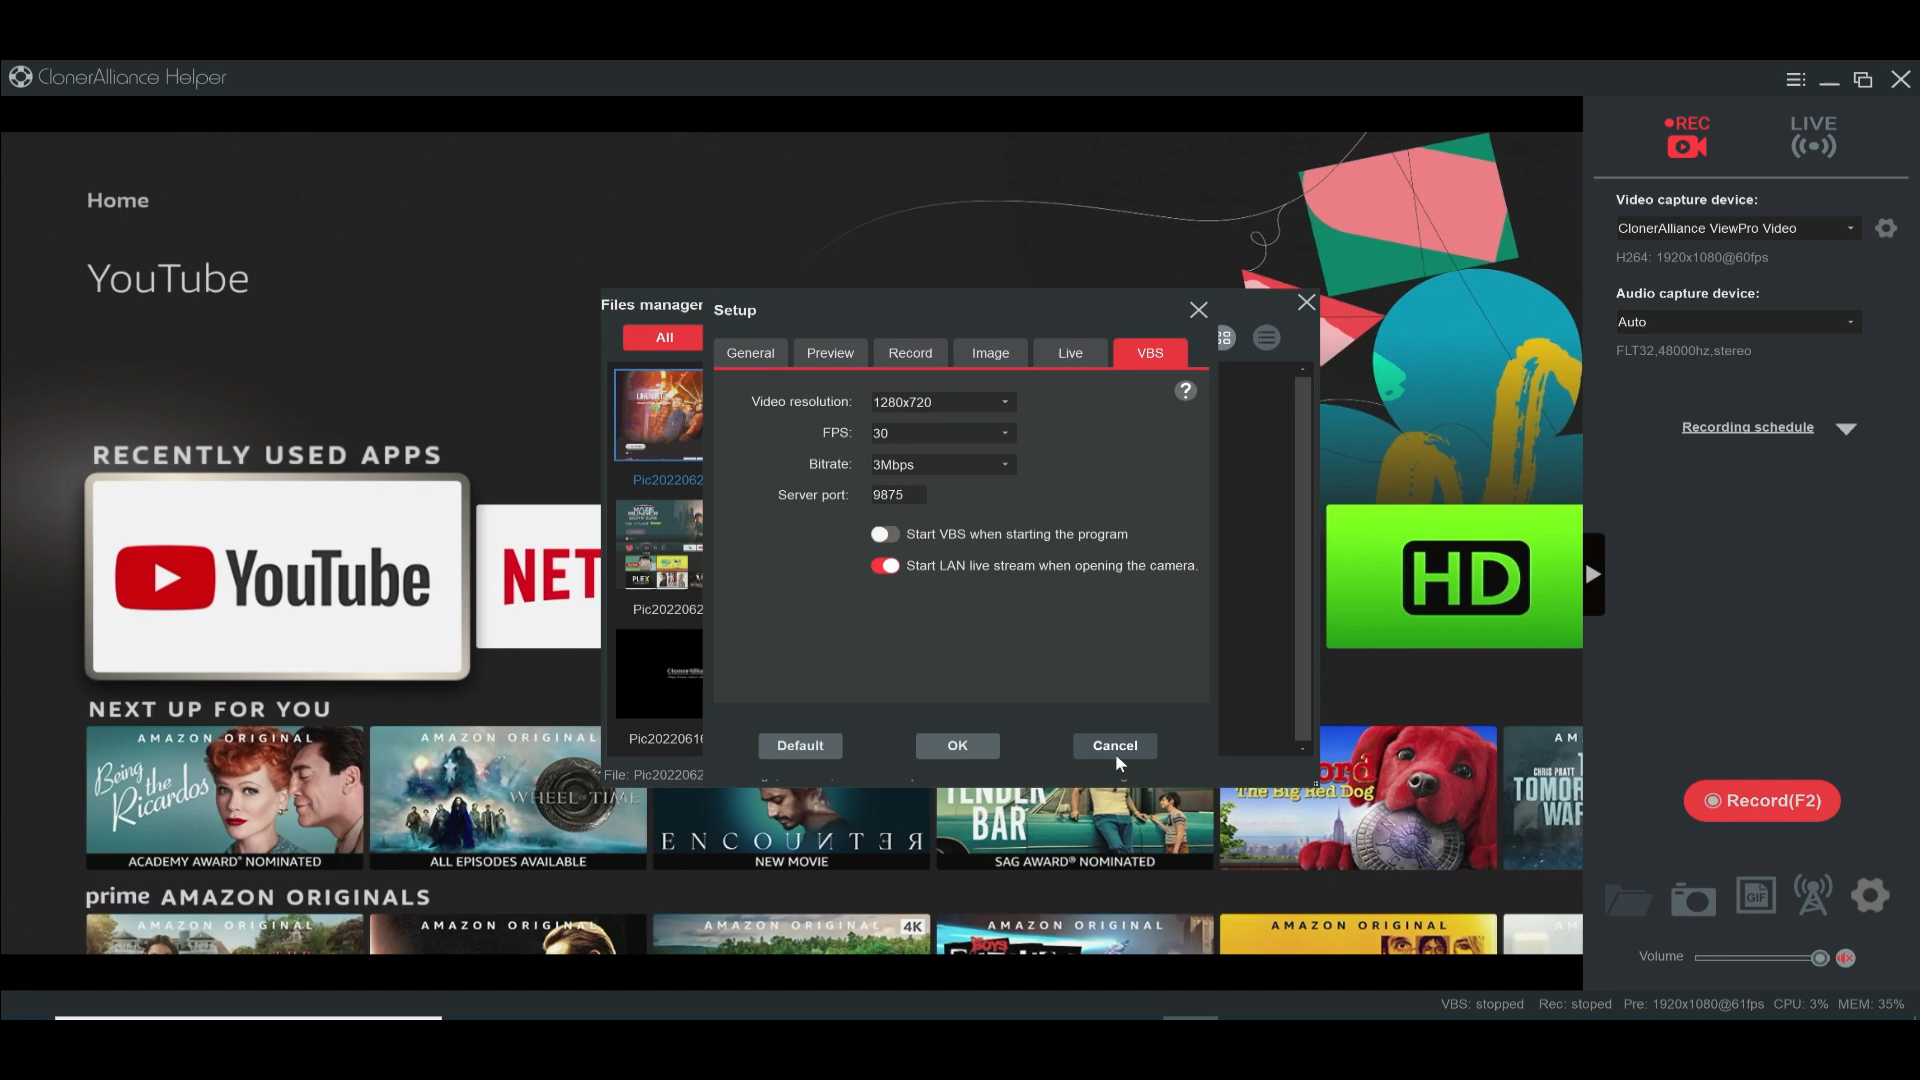 ClonerAlliance Helper
REC
LIVE
Video capture device:
ClonerAlliance ViewPro Video
H264: 1920x1080@60fps
Audio capture device:
Auto
FLT32,48000hz,stereo
Recording schedule
Record(F2)
GIF
Volume
Home
YouTube
RECENTLY USED APPS
YouTube
NET
HD
Files manager
All
Pic2022062
Pic2022062
Pic2022061
File: Pic202206
Setup
General
Preview
Record
Image
Live
VBS
?
Video resolution:
1280x720
FPS:
30
Bitrate:
3Mbps
Server port:
9875
Start VBS when starting the program
Start LAN live stream when opening the camera.
Default
OK
Cancel
PLEX
NEXT UP FOR YOU
AMAZON ORIGINAL
Being the Ricardos
ACADEMY AWARD® NOMINATED
AMAZON ORIGINAL
WHEEL OF TIME
ALL EPISODES AVAILABLE
ENCOUNTER
NEW MOVIE
TENDER
BAR
SAG AWARD® NOMINATED
The Big Red Dog
AM
CHRIS PRATT
TOMOR
WAR
prime AMAZON ORIGINALS
AMAZON ORIGINAL
AMAZON ORIGINAL
AMAZON ORIGINAL
4K
AMAZON ORIGINAL
BOYS
AMAZON ORIGINAL
AM
VBS: stopped Rec: stoped Pre: 1920x1080@61fps CPU: 3% MEM: 35%